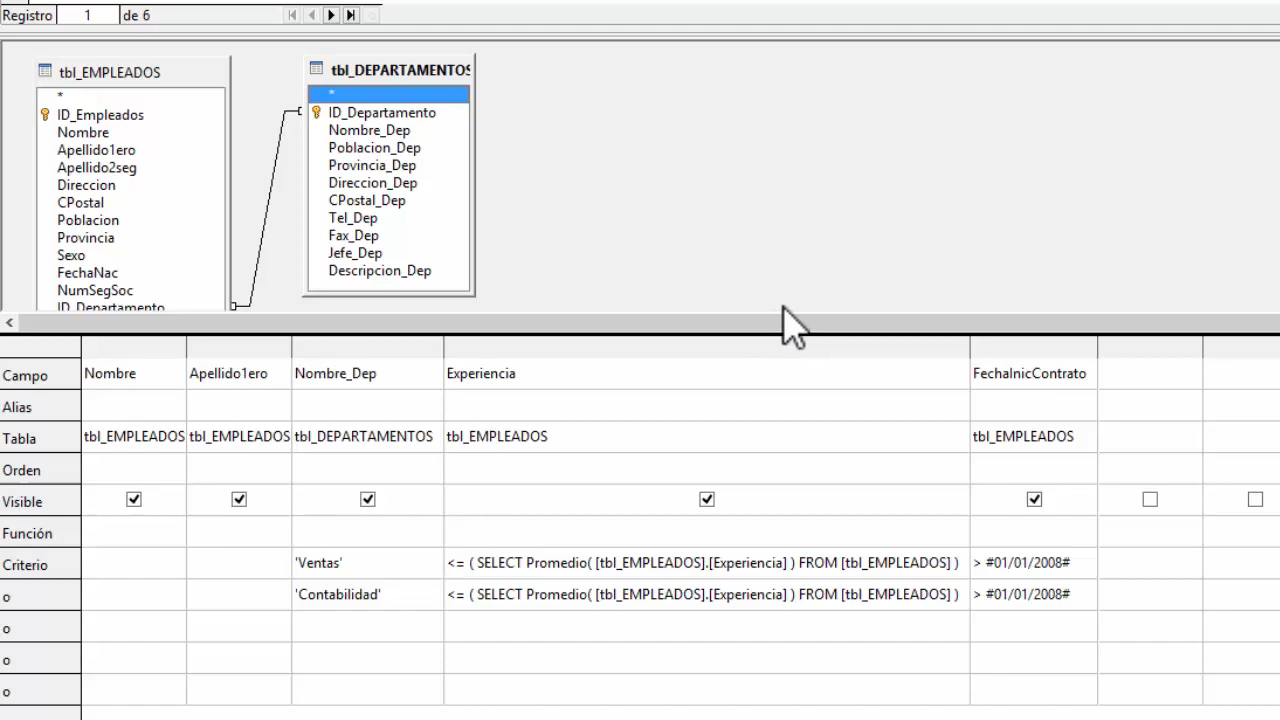 Registro 1 de 6
tbl_EMPLEADOS
*
ID_Empleados
Nombre
Apellido1ero
Apellido2seg
Direccion
CPostal
Poblacion
Provincia
Sexo
FechaNac
NumSegSoc
ID_Departamento
tbl_DEPARTAMENTOS
*
ID_Departamento
Nombre_Dep
Poblacion_Dep
Provincia_Dep
Direccion_Dep
CPostal_Dep
Tel_Dep
Fax_Dep
Jefe_Dep
Descripcion_Dep
Campo Nombre Apellido1ero Nombre_Dep Experiencia FechaInicContrato
Alias
Tabla tbl_EMPLEADOS tbl_EMPLEADOS tbl_DEPARTAMENTOS tbl_EMPLEADOS tbl_EMPLEADOS
Orden
Visible
Función
Criterio 'Ventas' <= ( SELECT Promedio( [tbl_EMPLEADOS].[Experiencia] ) FROM [tbl_EMPLEADOS] ) > #01/01/2008#
o 'Contabilidad' <= ( SELECT Promedio( [tbl_EMPLEADOS].[Experiencia] ) FROM [tbl_EMPLEADOS] ) > #01/01/2008#
o
o
o